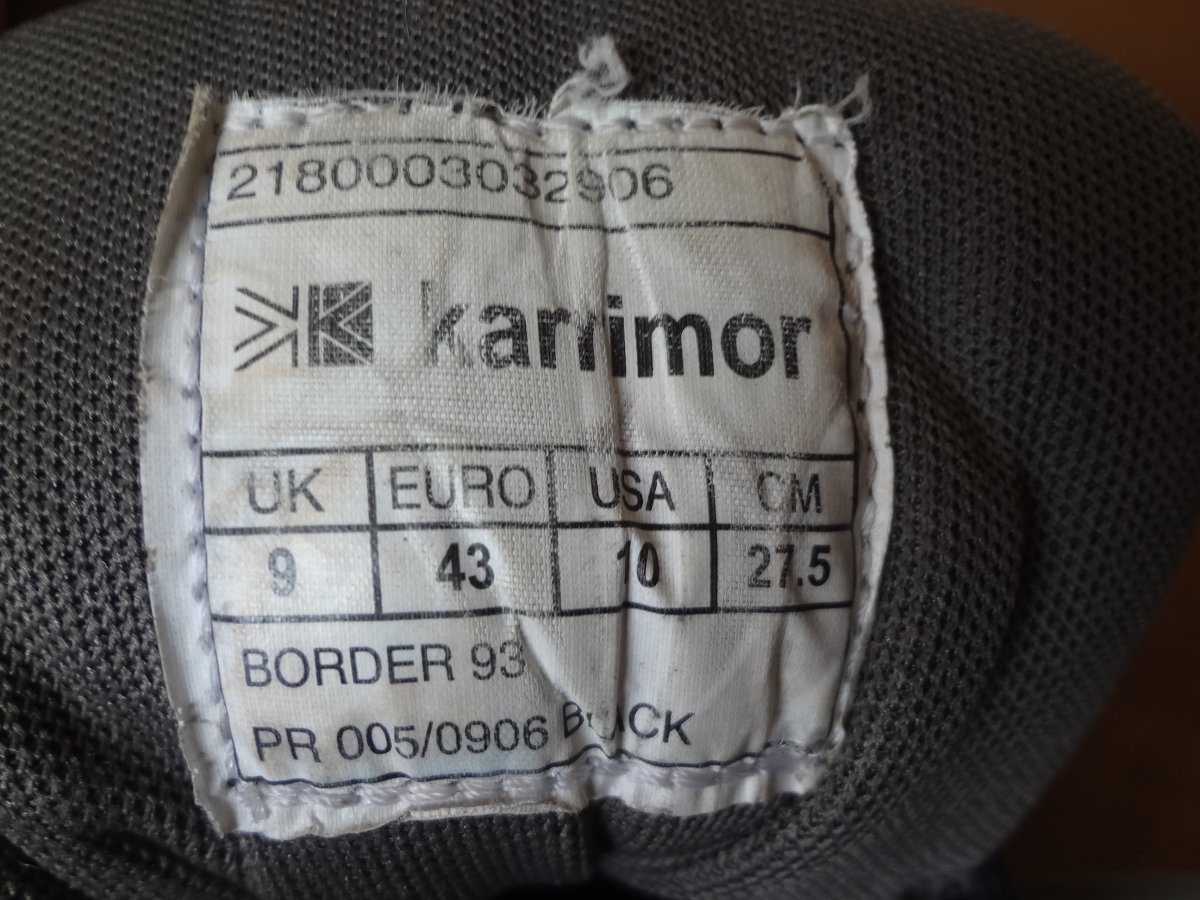 2180003032906
karrimor
UK EURO USA CM
9 43 10 27.5
BORDER 93
PR 005/0906 BLACK